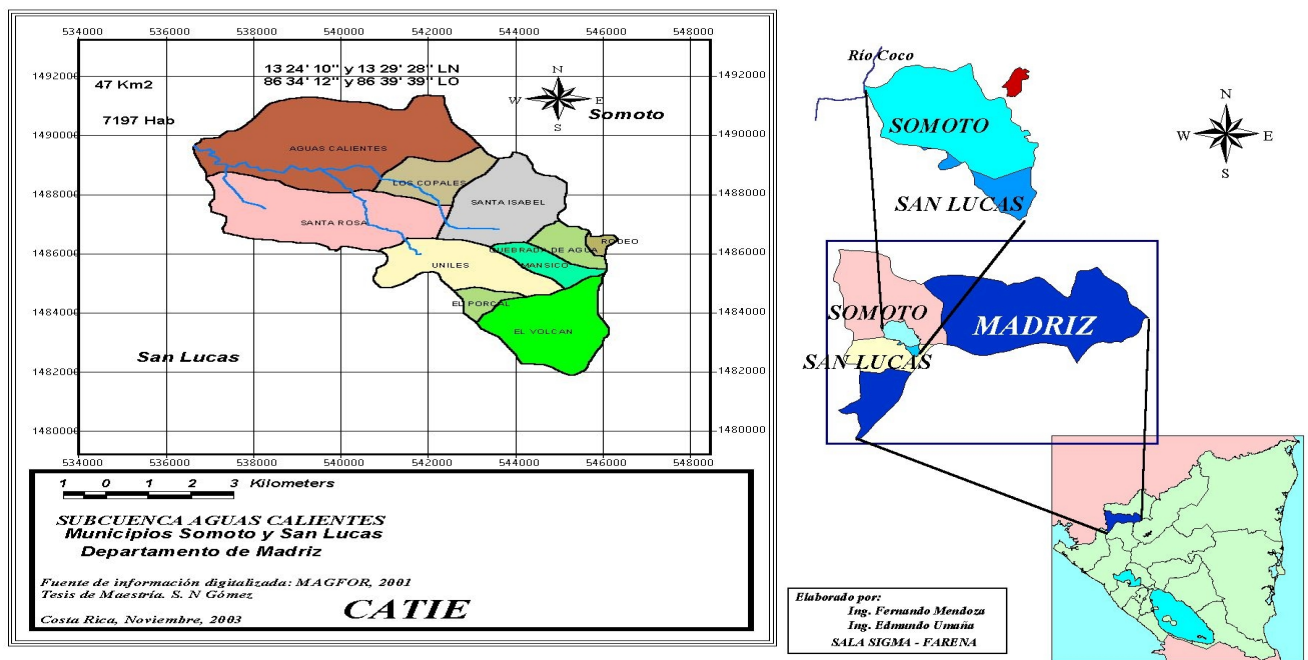 534000 536000 538000 540000 542000 544000 546000 548000
1492000 1492000
1490000 1490000
1488000 1488000
1486000 1486000
1484000 1484000
1482000 1482000
1480000 1480000
534000 536000 538000 540000 542000 544000 546000 548000
47 Km2
7197 Hab
13 24' 10'' y 13 29' 28'' LN
86 34' 12'' y 86 39' 39'' LO
N
W E
S
Somoto
AGUAS CALIENTES
LOS COPALES
SANTA ISABEL
SANTA ROSA
RODEO
QUEBRADA DE AGUA
UNILES
MANSICO
EL PORCAL
EL VOLCAN
San Lucas
1 0 1 2 3 Kilometers
SUBCUENCA AGUAS CALIENTES
Municipios Somoto y San Lucas
Departamento de Madriz
Fuente de información digitalizada: MAGFOR, 2001
Tesis de Maestría. S. N Gómez
CATIE
Costa Rica, Noviembre, 2003
Río Coco
SOMOTO
SAN LUCAS
N
W E
S
SOMOTO
MADRIZ
SAN LUCAS
Elaborado por:
Ing. Fernando Mendoza
Ing. Edmundo Umaña
SALA SIGMA - FARENA